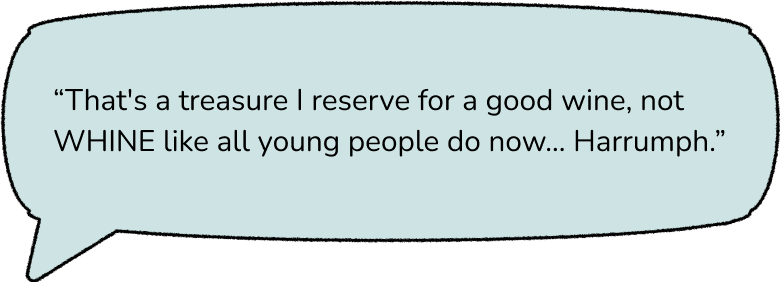 “That's a treasure I reserve for a good wine, not
WHINE like all young people do now... Harrumph.”